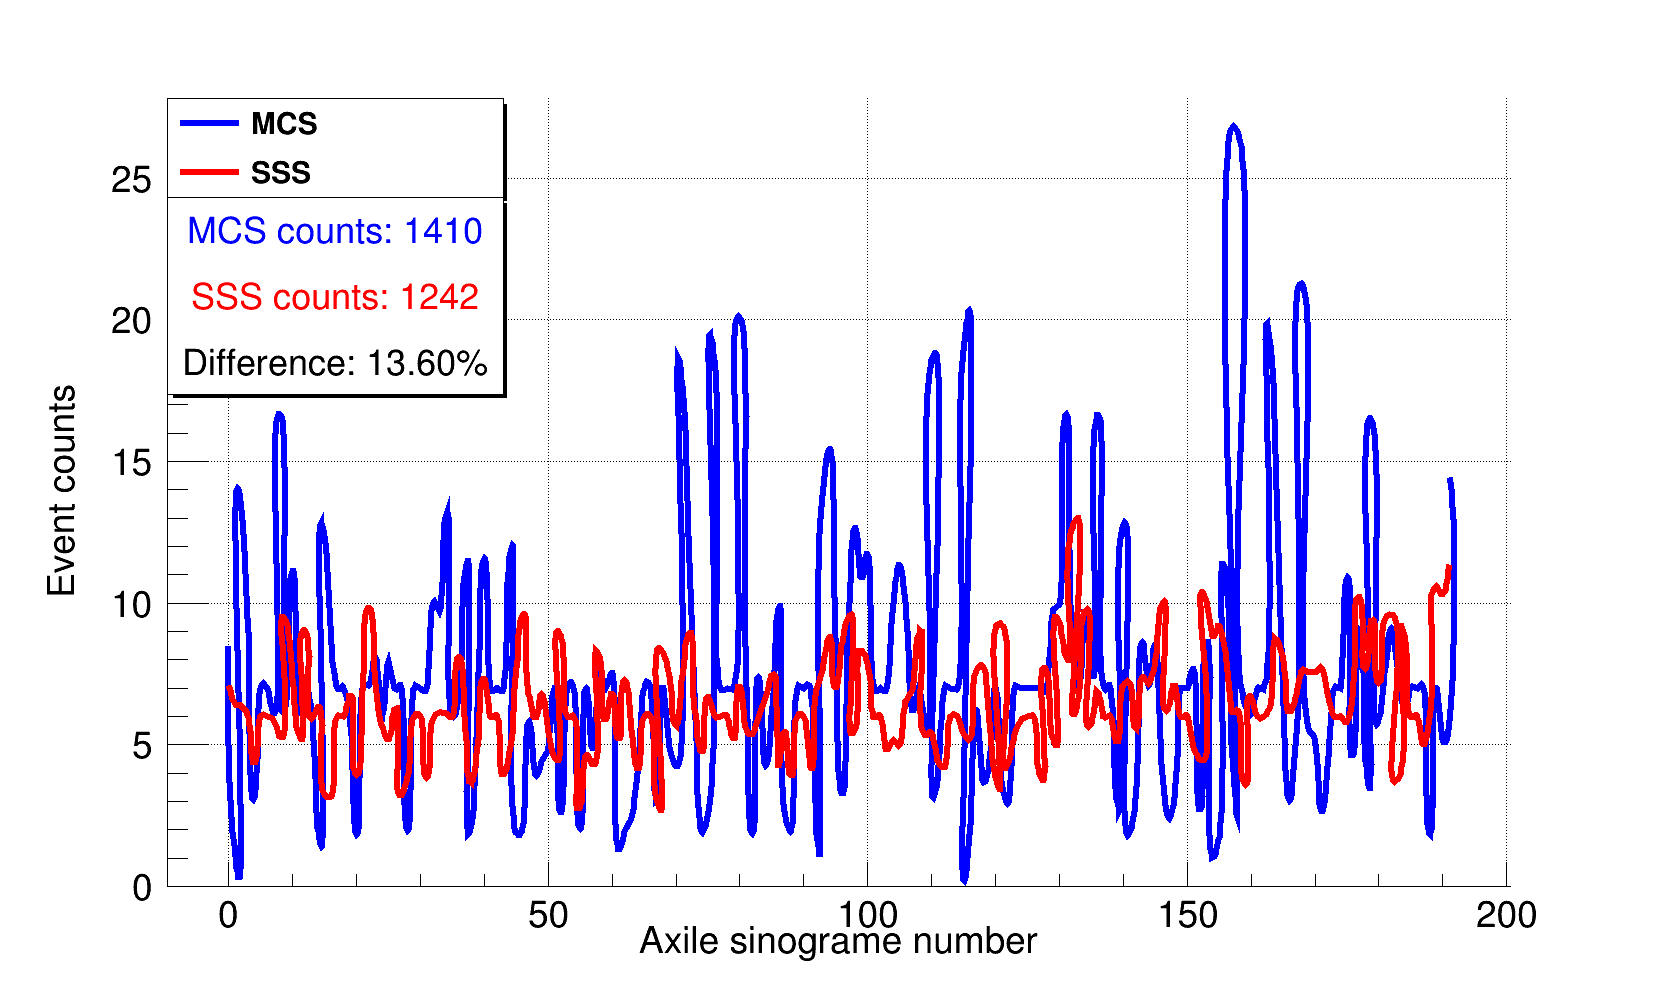 MCS
SSS
MCS counts: 1410
SSS counts: 1242
Difference: 13.60%
Event counts
25
20
15
10
5
0
0 50 100 150 200
Axile sinograme number